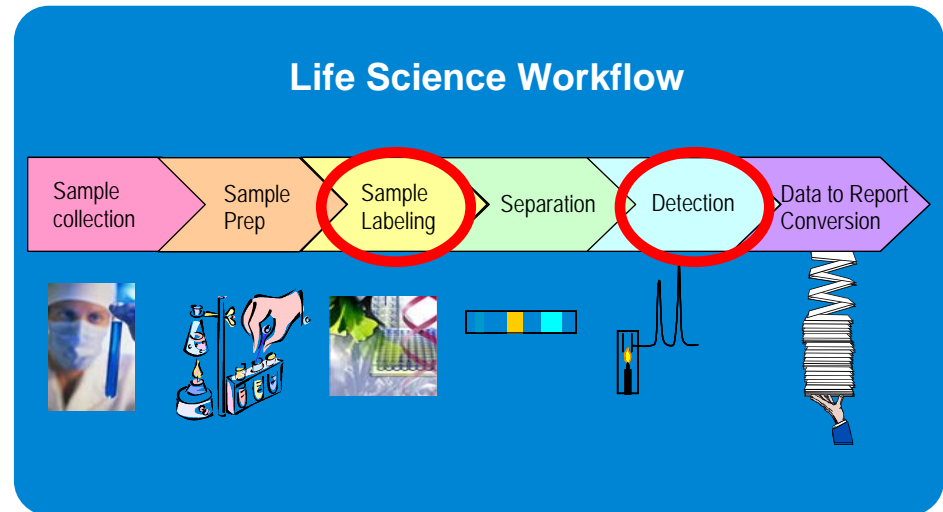 Life Science Workflow
Sample
collection
Sample
Prep
Sample
Labeling
Separation
Detection
Data to Report
Conversion